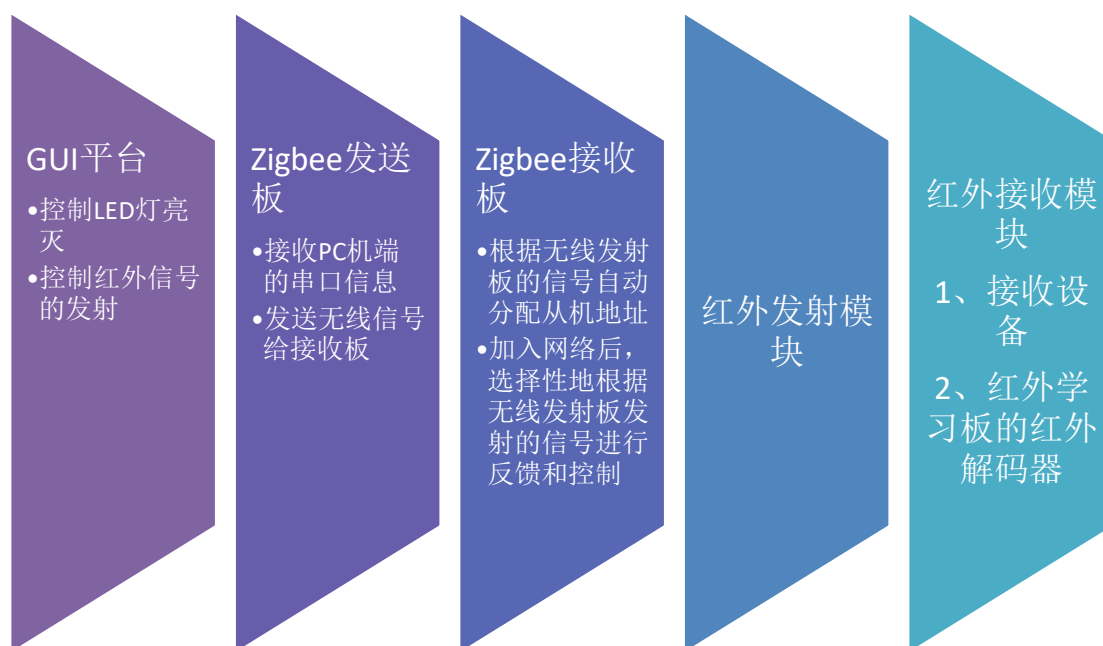 GUI平台
•控制LED灯亮
灭
•控制红外信号
的发射
Zigbee发送
板
•接收PC机端
的串口信息
•发送无线信号
给接收板
Zigbee接收
板
•根据无线发射
板的信号自动
分配从机地址
•加入网络后，
选择性地根据
无线发射板发
射的信号进行
反馈和控制
红外发射模
块
红外接收模
块
1、接收设
备
2、红外学
习板的红外
解码器